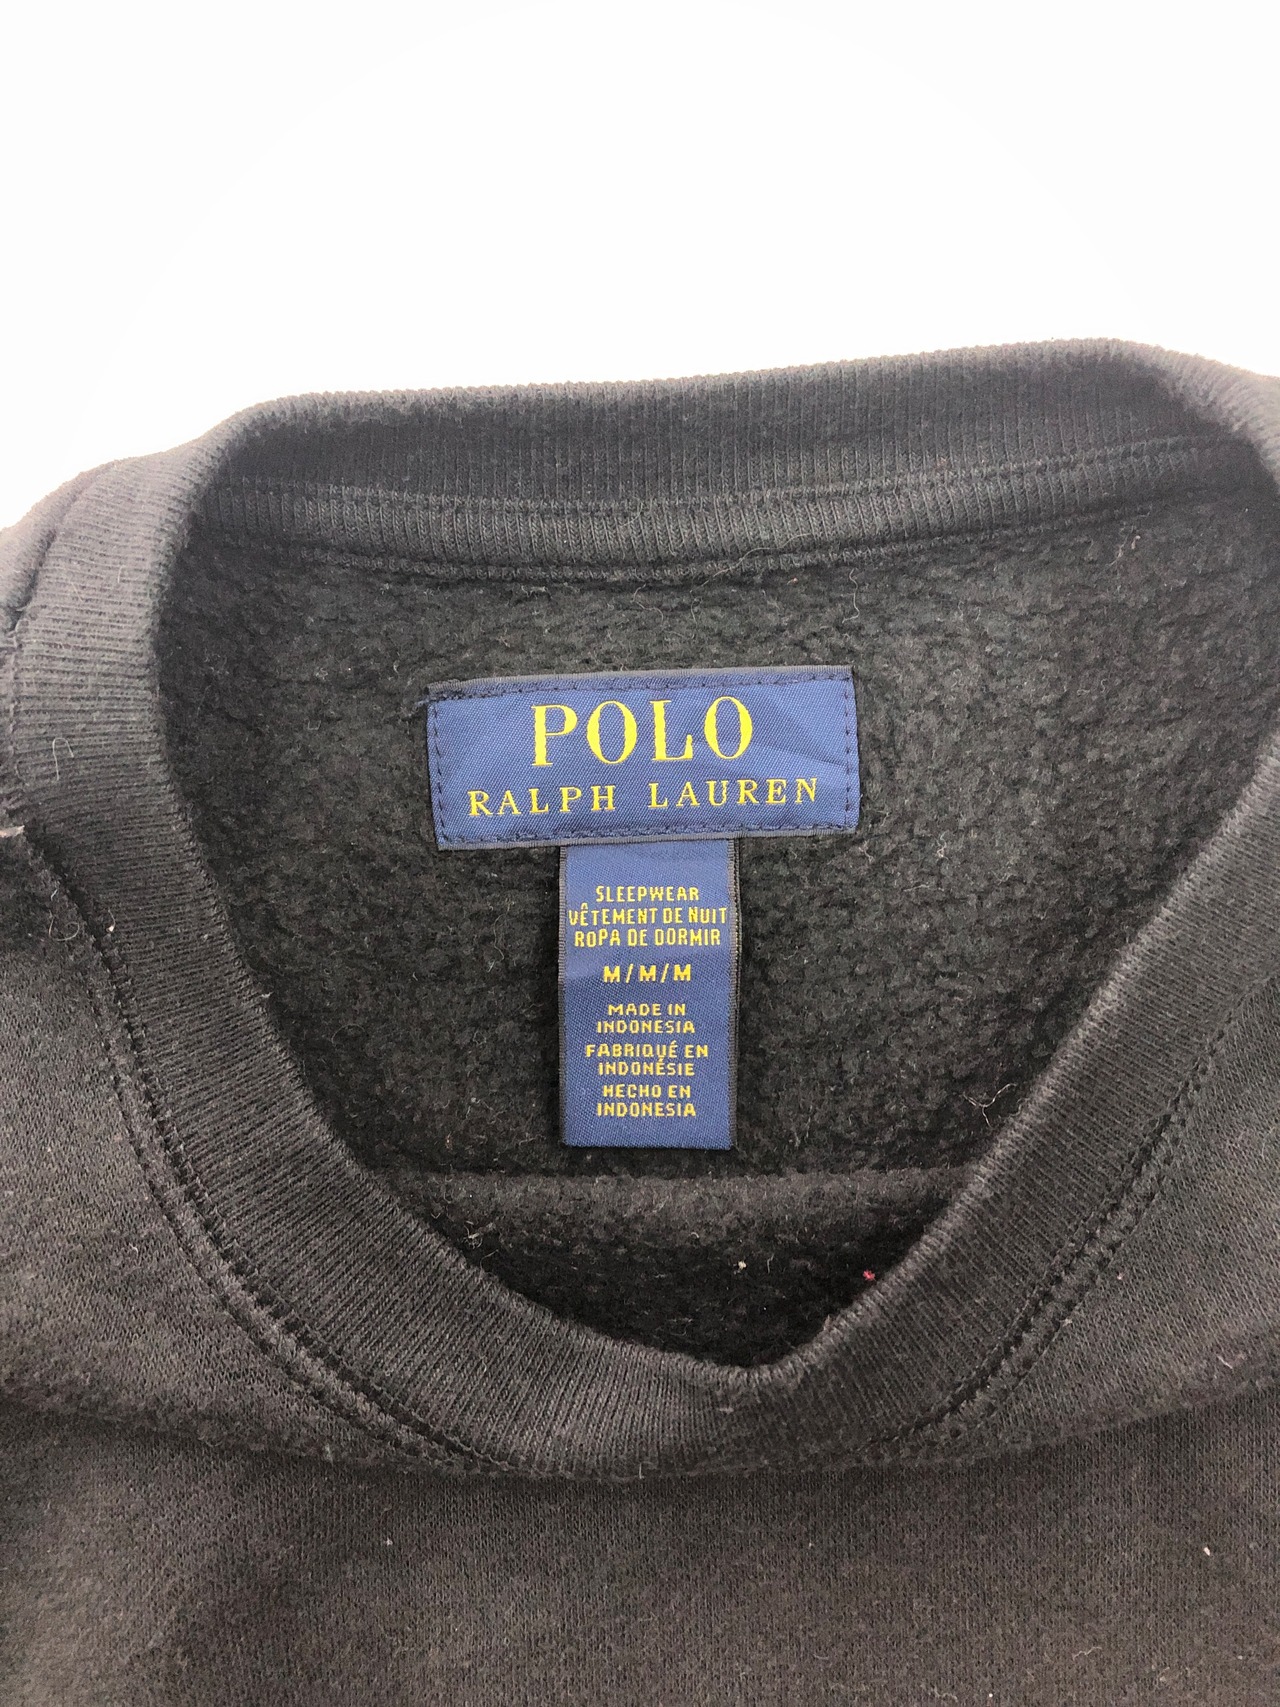 POLO
RALPH LAUREN
SLEEPWEAR
VÊTEMENT DE NUIT
ROPA DE DORMIR
M/M/M
MADE IN
INDONESIA
FABRIQUÉ EN
INDONÉSIE
HECHO EN
INDONESIA